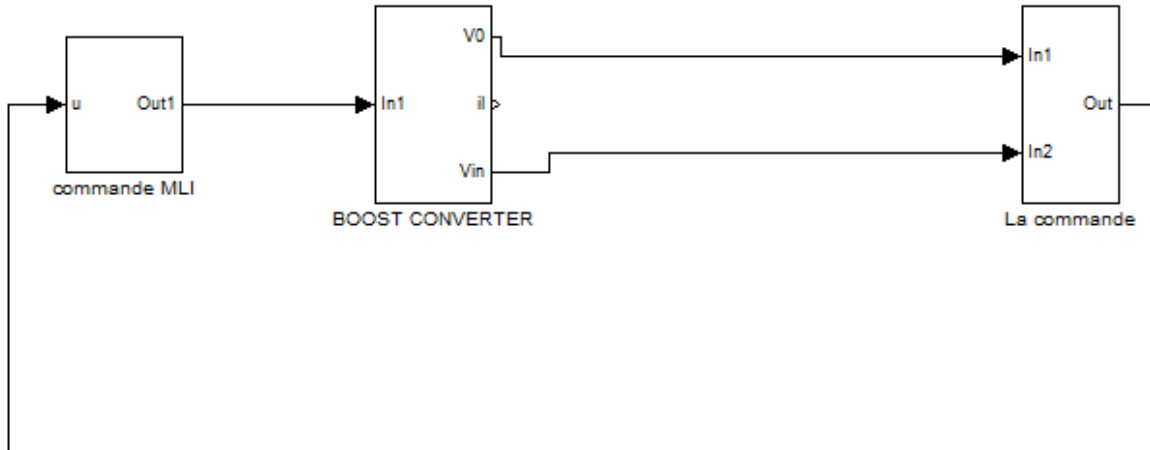 u
Out1
commande MLI
In1
V0
il
Vin
BOOST CONVERTER
In1
In2
Out
La commande